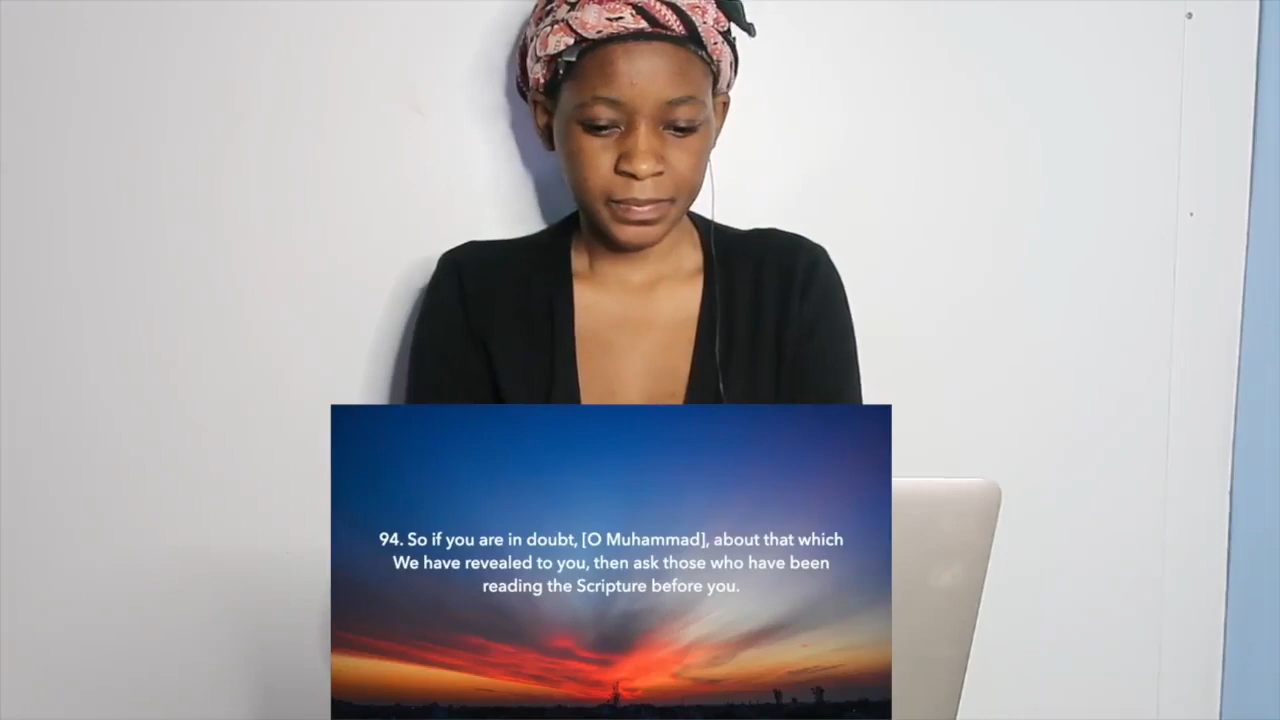 94. So if you are in doubt, [O Muhammad], about that which
We have revealed to you, then ask those who have been
reading the Scripture before you.